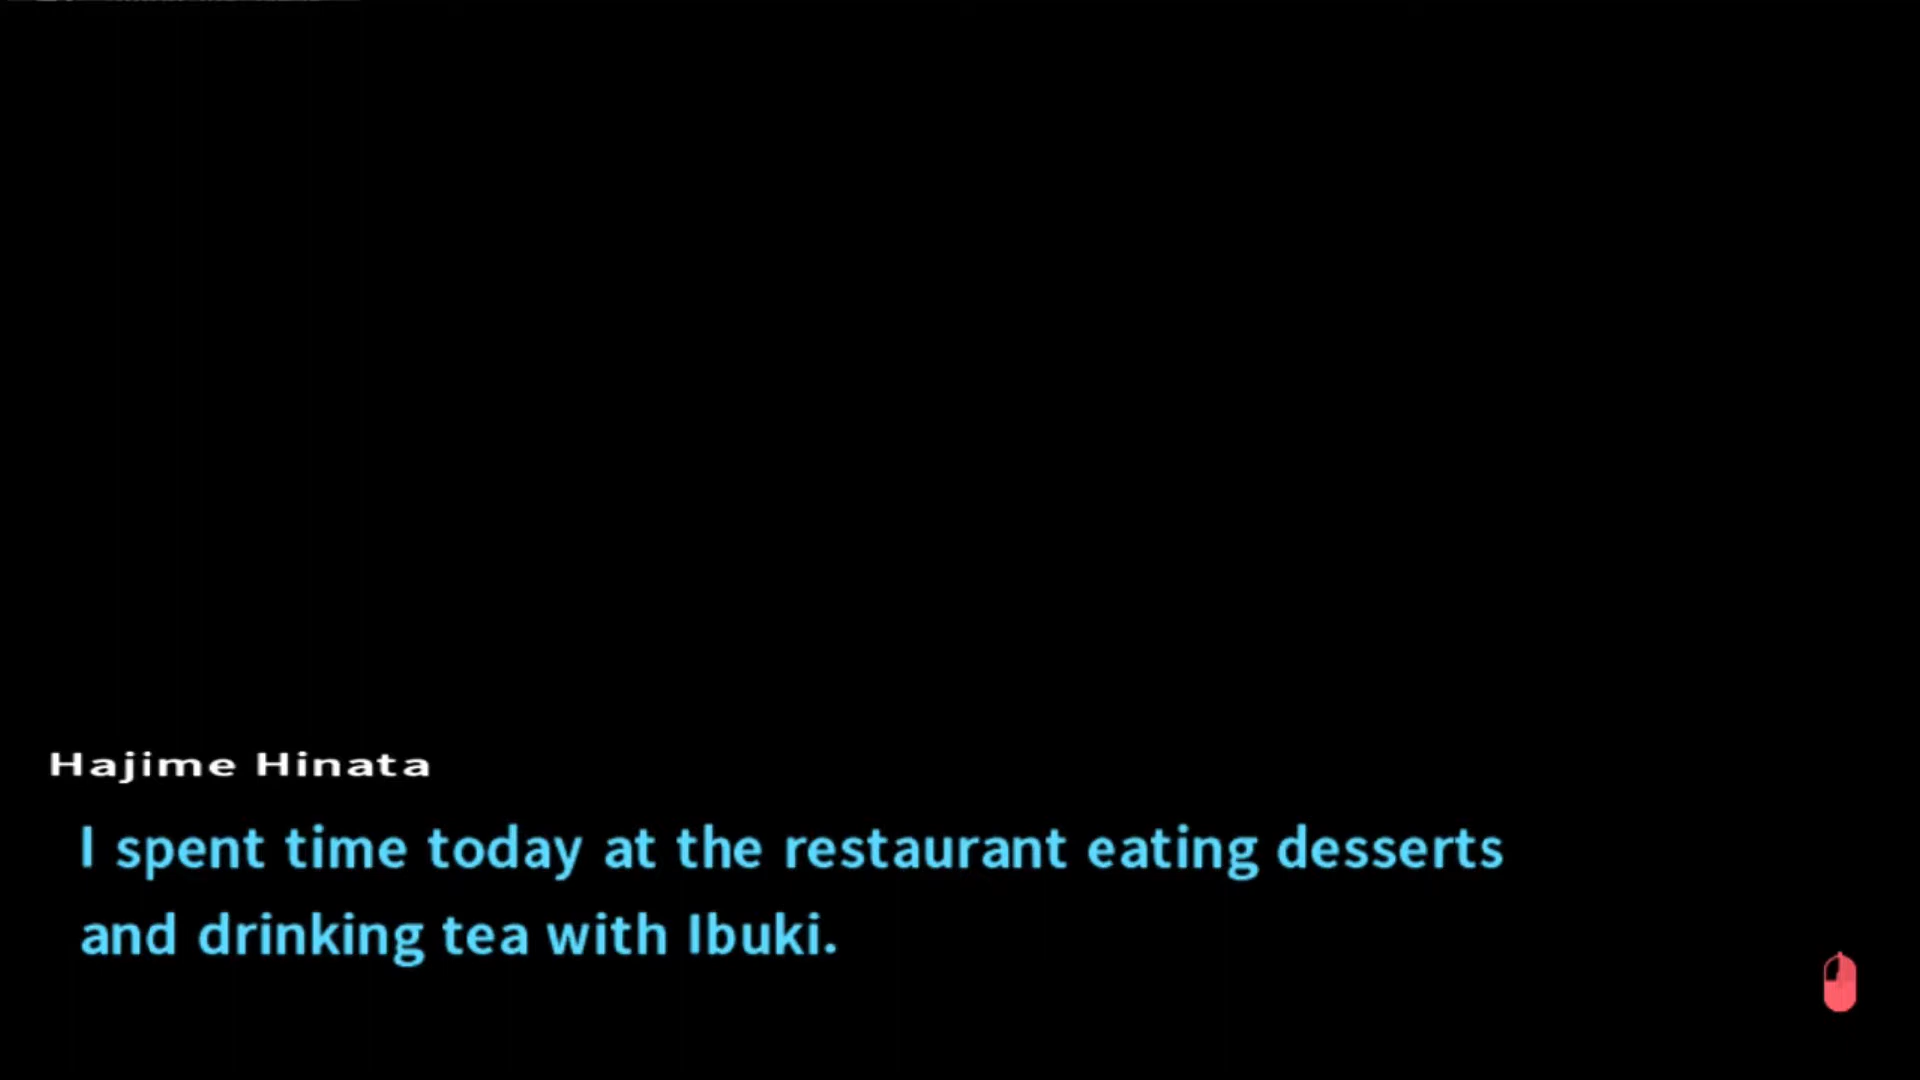 Hajime Hinata
I spent time today at the restaurant eating desserts
and drinking tea with Ibuki.